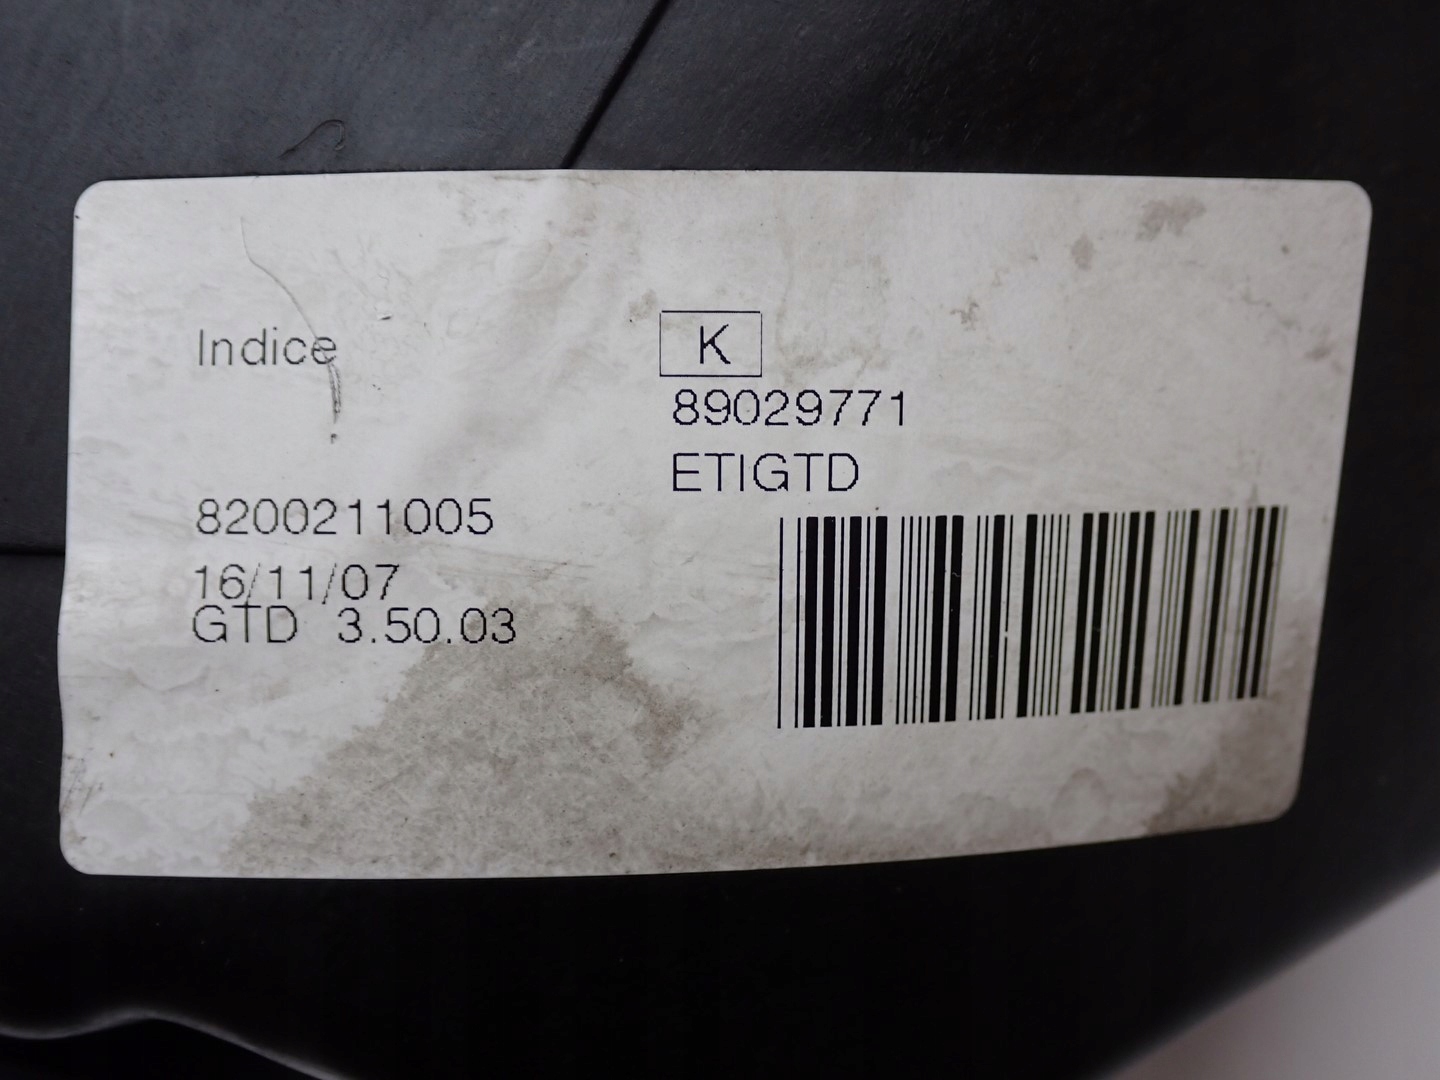 Indice
K
89029771
ETIGTD
8200211005
16/11/07
GTD 3.50.03